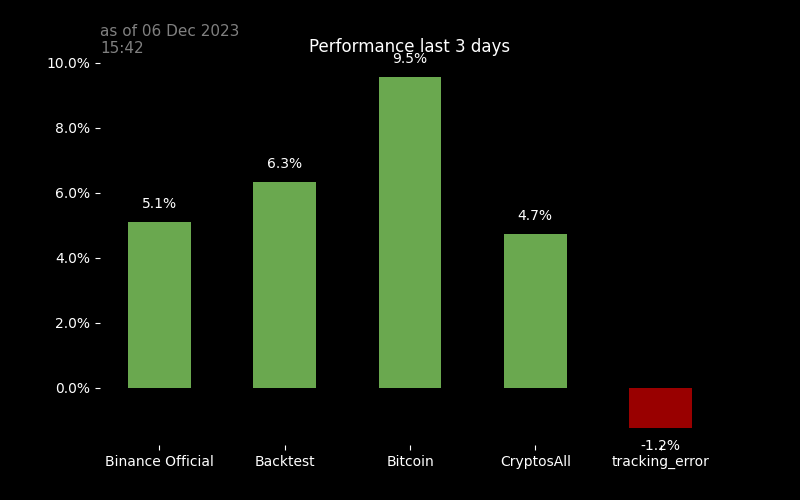 as of 06 Dec 2023
15:42
Performance last 3 days
10.0%
8.0%
6.0%
4.0%
2.0%
0.0%
5.1%
6.3%
9.5%
4.7%
-1.2%
Binance Official
Backtest
Bitcoin
CryptosAll
tracking_error